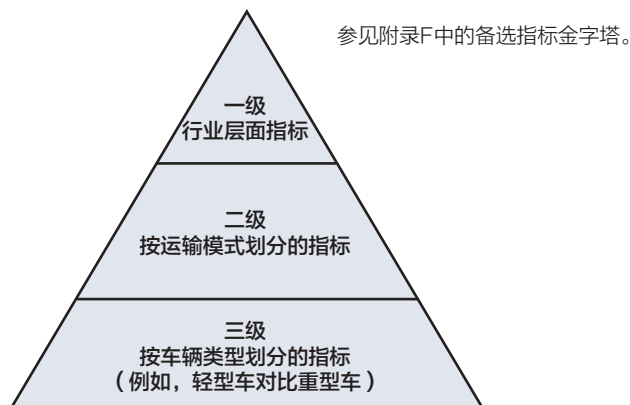 参见附录F中的备选指标金字塔。
一级
行业层面指标
二级
按运输模式划分的指标
三级
按车辆类型划分的指标
（例如，轻型车对比重型车）